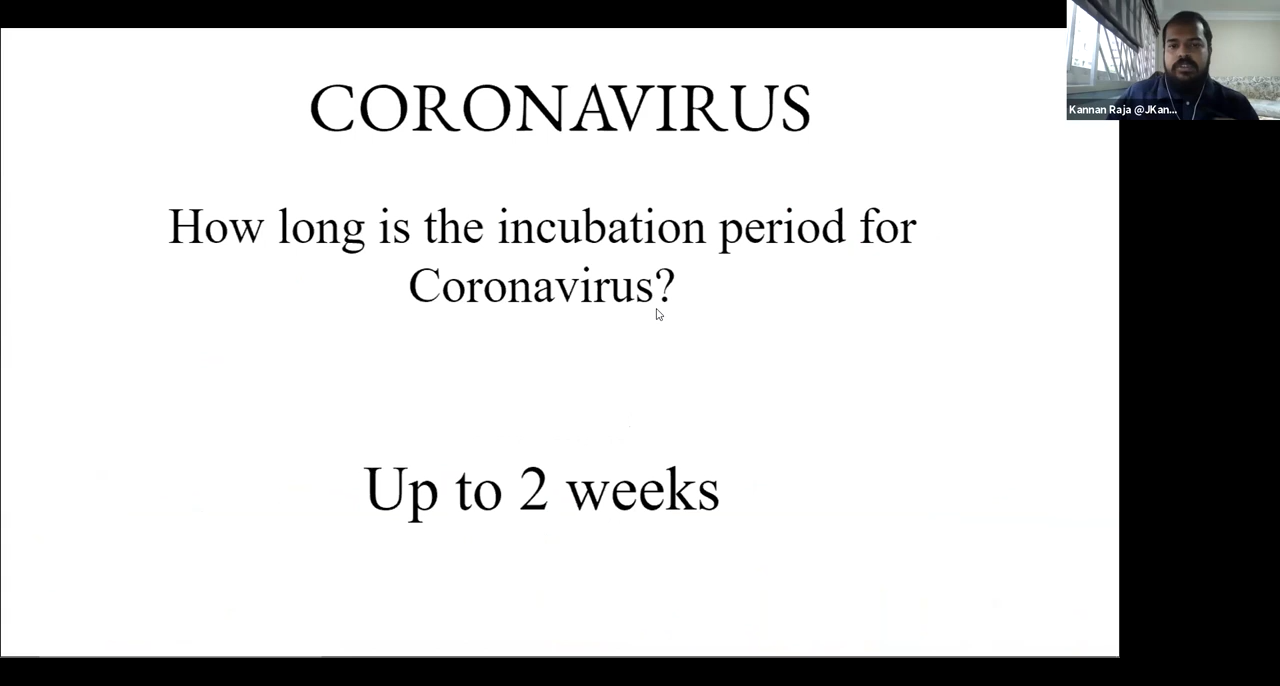 CORONAVIRUS
Kannan Raja @JKan...
How long is the incubation period for
Coronavirus?
Up to 2 weeks